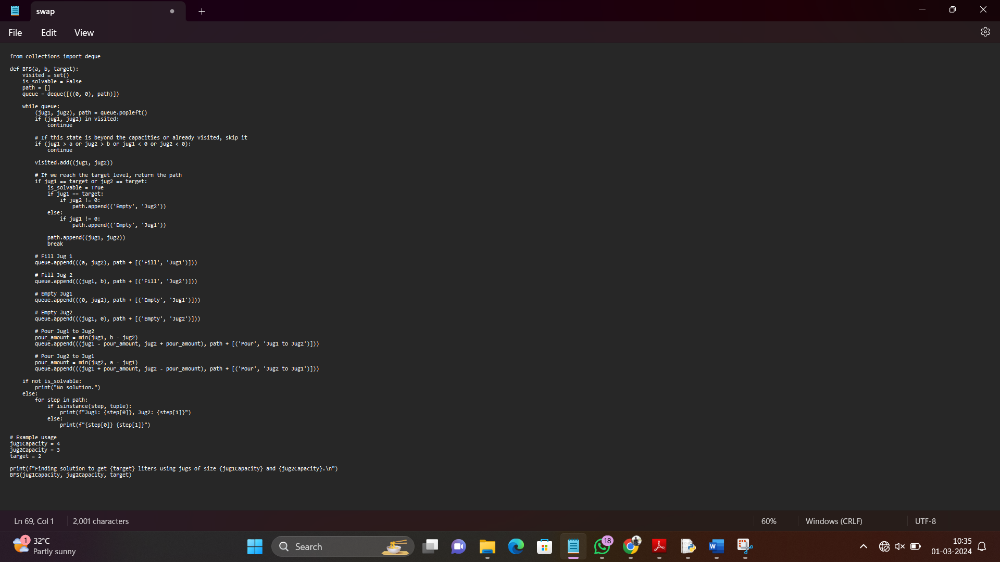 swap
File Edit View
from collections import deque
def BFS(a, b, target):
    visited = set()
    is_solvable = False
    path = []
    queue = deque([((0, 0), path)])
    while queue:
        (jug1, jug2), path = queue.popleft()
        if (jug1, jug2) in visited:
            continue
        # If this state is beyond the capacities or already visited, skip it
        if (jug1 > a or jug2 > b or jug1 < 0 or jug2 < 0):
            continue
        visited.add((jug1, jug2))
        # If we reach the target level, return the path
        if jug1 == target or jug2 == target:
            is_solvable = True
            if jug1 == target:
                if jug2 != 0:
                    path.append(('Empty', 'Jug2'))
            else:
                if jug1 != 0:
                    path.append(('Empty', 'Jug1'))
            path.append((jug1, jug2))
            break
        # Fill Jug 1
        queue.append(((a, jug2), path + [('Fill', 'Jug1')]))
        # Fill Jug 2
        queue.append(((jug1, b), path + [('Fill', 'Jug2')]))
        # Empty Jug1
        queue.append(((0, jug2), path + [('Empty', 'Jug1')]))
        # Empty Jug2
        queue.append(((jug1, 0), path + [('Empty', 'Jug2')]))
        # Pour Jug1 to Jug2
        pour_amount = min(jug1, b - jug2)
        queue.append(((jug1 - pour_amount, jug2 + pour_amount), path + [('Pour', 'Jug1 to Jug2')]))
        # Pour Jug2 to Jug1
        pour_amount = min(jug2, a - jug1)
        queue.append(((jug1 + pour_amount, jug2 - pour_amount), path + [('Pour', 'Jug2 to Jug1')]))
    if not is_solvable:
        print("No solution.")
    else:
        for step in path:
            if isinstance(step, tuple):
                print(f"Jug1: {step[0]}, Jug2: {step[1]}")
            else:
                print(f"{step[0]} {step[1]}")
# Example usage
jug1Capacity = 4
jug2Capacity = 3
target = 2
print(f"Finding solution to get {target} liters using jugs of size {jug1Capacity} and {jug2Capacity}.\n")
BFS(jug1Capacity, jug2Capacity, target)
Ln 69, Col 1 2,001 characters 60% Windows (CRLF) UTF-8
1 32°C
Partly sunny
Search
18
W
10:35
01-03-2024